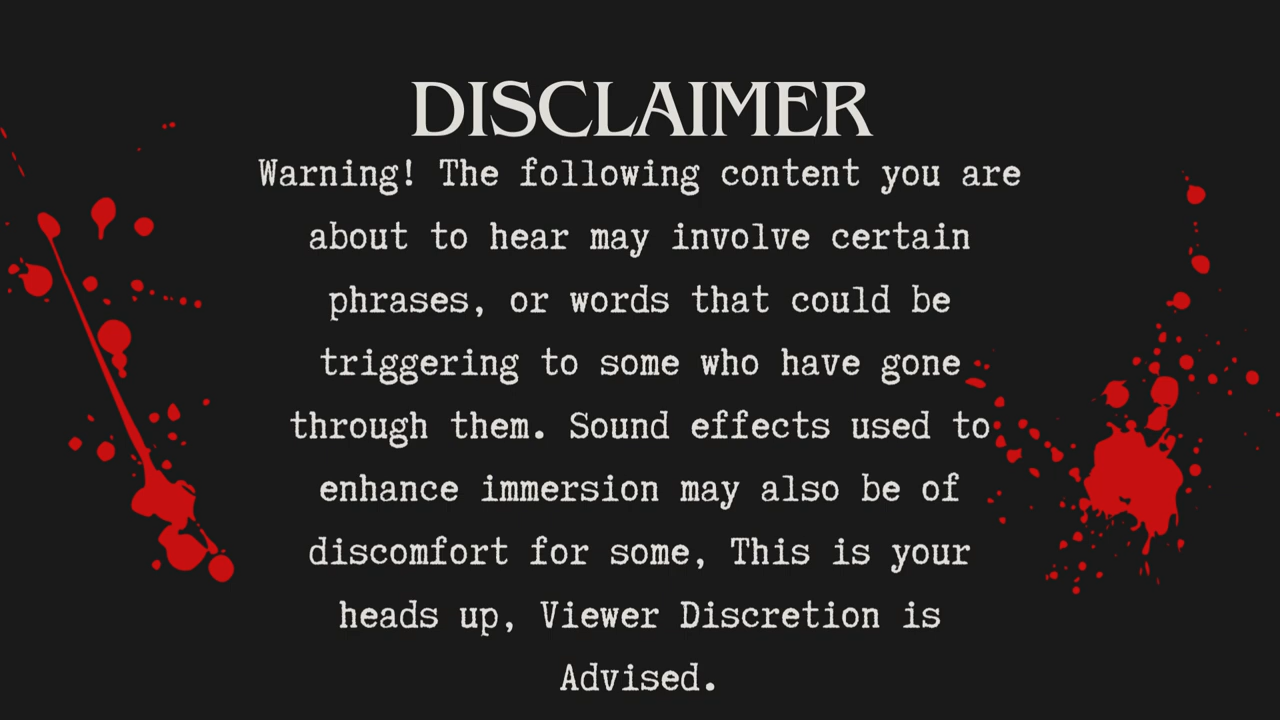 DISCLAIMER
Warning! The following content you are
about to hear may involve certain
phrases, or words that could be
triggering to some who have gone
through them. Sound effects used to
enhance immersion may also be of
discomfort for some, This is your
heads up, Viewer Discretion is
Advised.